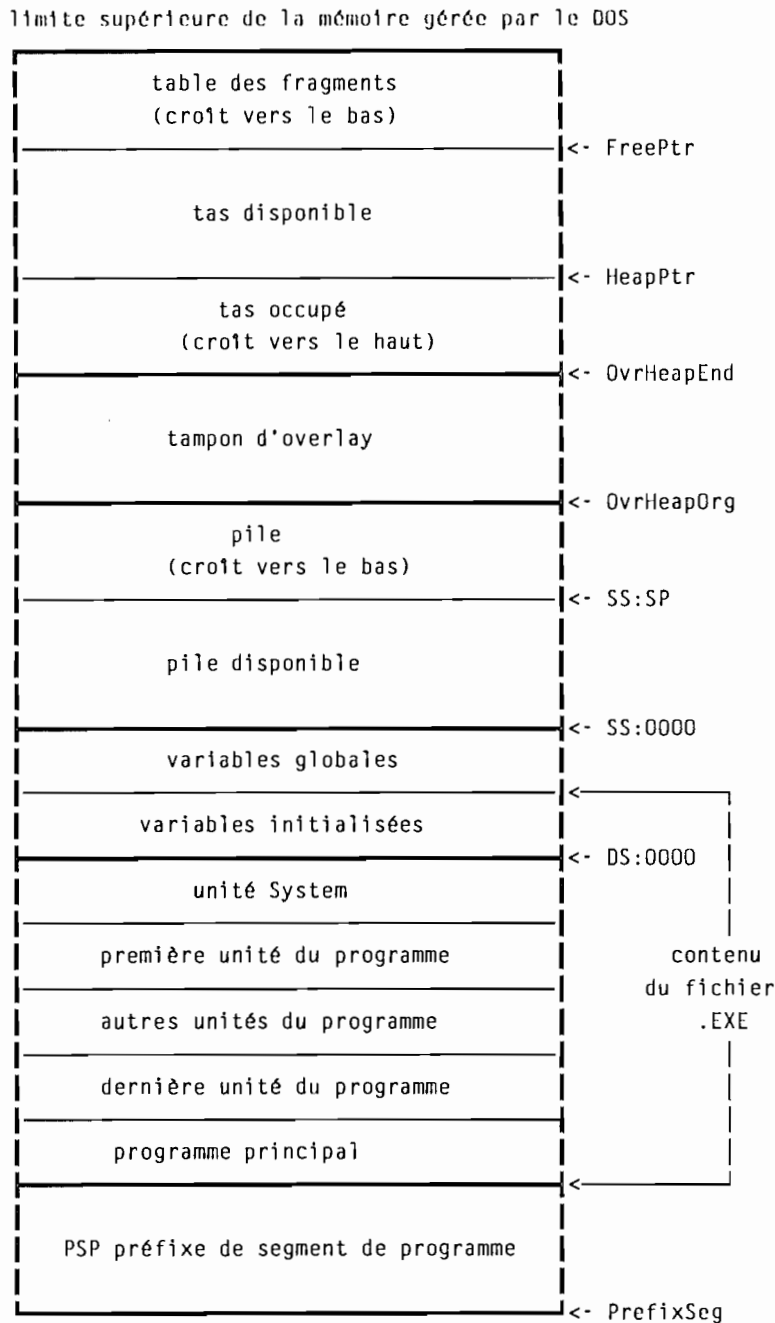 limite supérieure de la mémoire gérée par le DOS
table des fragments
(croît vers le bas)
<- FreePtr
tas disponible
<- HeapPtr
tas occupé
(croît vers le haut)
<- OvrHeapEnd
tampon d'overlay
<- OvrHeapOrg
pile
(croît vers le bas)
<- SS:SP
pile disponible
<- SS:0000
variables globales
variables initialisées
<- DS:0000
unité System
première unité du programme
contenu
du fichier
.EXE
autres unités du programme
dernière unité du programme
programme principal
PSP préfixe de segment de programme
<- PrefixSeg